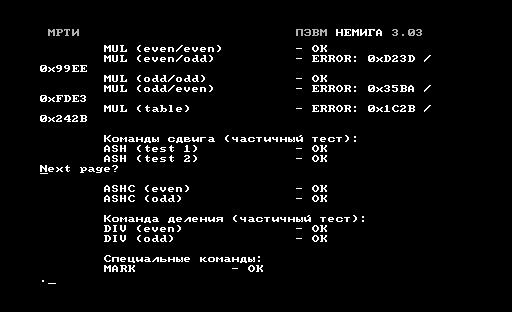 МРТИ ПЭВМ НЕМИГА 3.03
MUL (even/even) - OK
MUL (even/odd) - ERROR: 0xD23D /
0x99EE
MUL (odd/odd) - OK
MUL (odd/even) - ERROR: 0x35BA /
0xFDE3
MUL (table) - ERROR: 0x1C2B /
0x242B
Команды сдвига (частичный тест):
ASH (test 1) - OK
ASH (test 2) - OK
Next page?
ASHC (even) - OK
ASHC (odd) - OK
Команда деления (частичный тест):
DIV (even) - OK
DIV (odd) - OK
Специальные команды:
MARK - OK
._